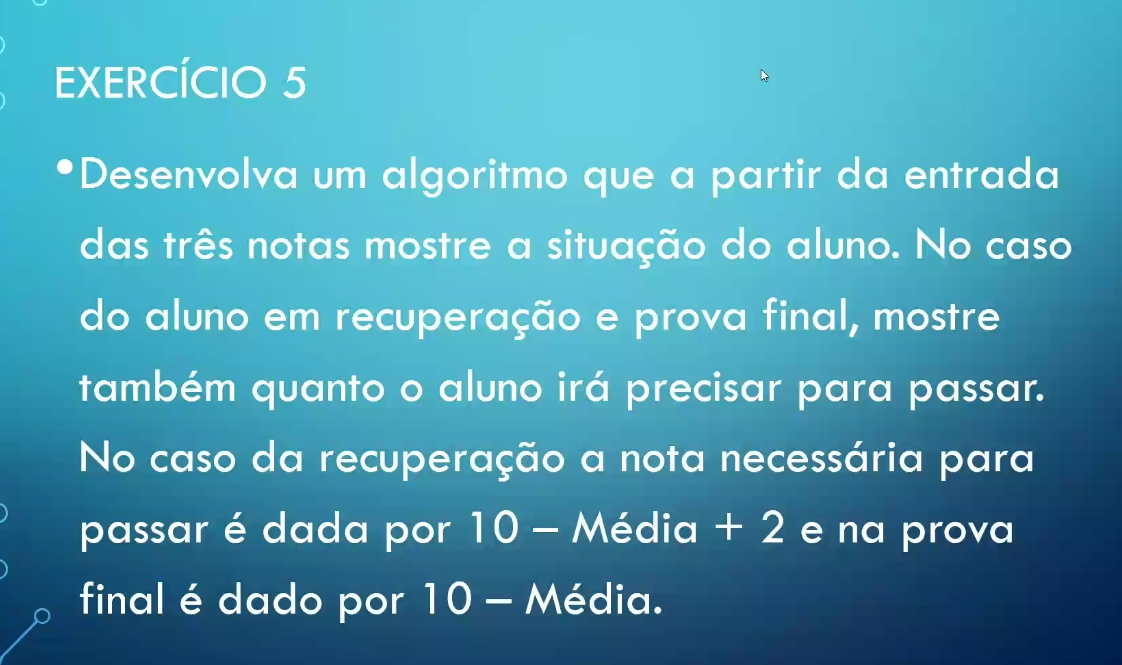 EXERCÍCIO 5
•Desenvolva um algoritmo que a partir da entrada
das três notas mostre a situação do aluno. No caso
do aluno em recuperação e prova final, mostre
também quanto o aluno irá precisar para passar.
No caso da recuperação a nota necessária para
passar é dada por 10 – Média + 2 e na prova
final é dado por 10 – Média.